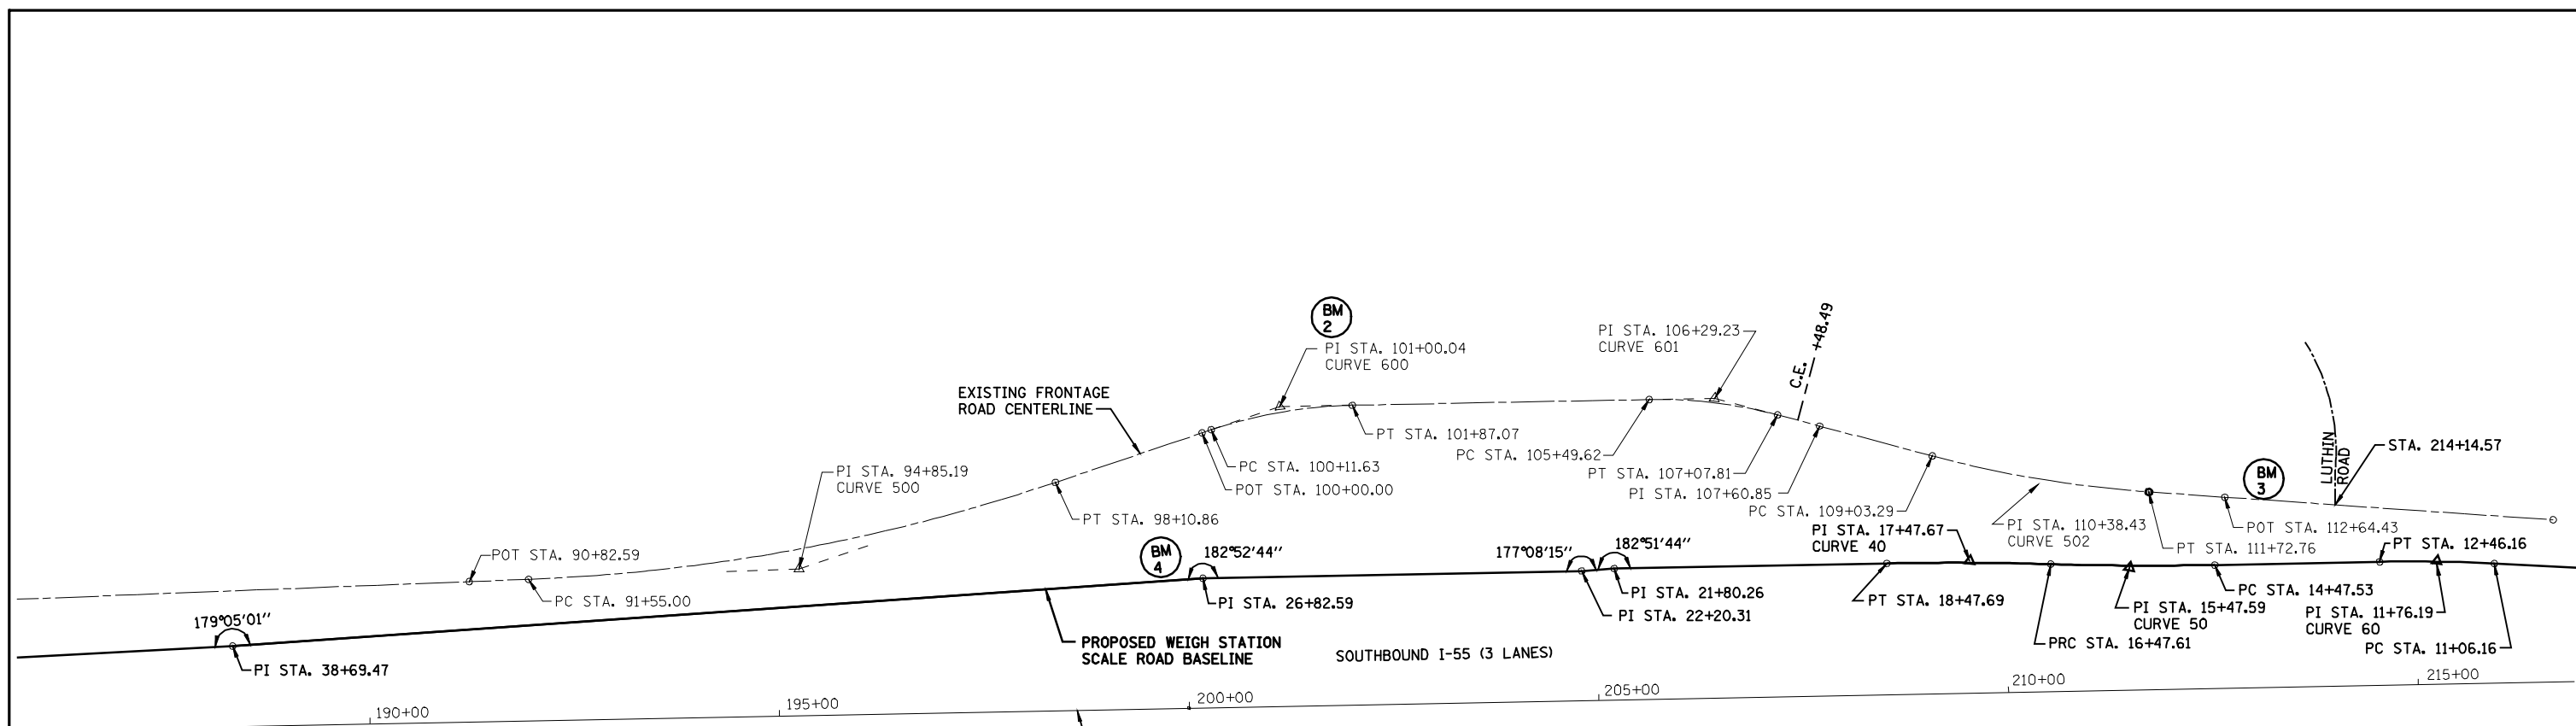 BM
2
PI STA. 101+00.04
CURVE 600
PI STA. 106+29.23
CURVE 601
C.E. +48.49
EXISTING FRONTAGE
ROAD CENTERLINE
PT STA. 101+87.07
PC STA. 105+49.62
PC STA. 100+11.63
POT STA. 100+00.00
PT STA. 107+07.81
PI STA. 107+60.85
PC STA. 109+03.29
LUTHIN
ROAD
STA. 214+14.57
BM
3
PI STA. 94+85.19
CURVE 500
PT STA. 98+10.86
PI STA. 110+38.43
CURVE 502
POT STA. 112+64.43
PT STA. 111+72.76
PI STA. 17+47.67
CURVE 40
PT STA. 12+46.16
POT STA. 90+82.59
PC STA. 91+55.00
BM
4
182°52'44"
177°08'15"
182°51'44"
PI STA. 26+82.59
PI STA. 21+80.26
PI STA. 22+20.31
PT STA. 18+47.69
PC STA. 14+47.53
PI STA. 15+47.59
CURVE 50
PI STA. 11+76.19
CURVE 60
PRC STA. 16+47.61
PC STA. 11+06.16
179°05'01"
PI STA. 38+69.47
PROPOSED WEIGH STATION
SCALE ROAD BASELINE
SOUTHBOUND I-55 (3 LANES)
190+00
195+00
200+00
205+00
210+00
215+00